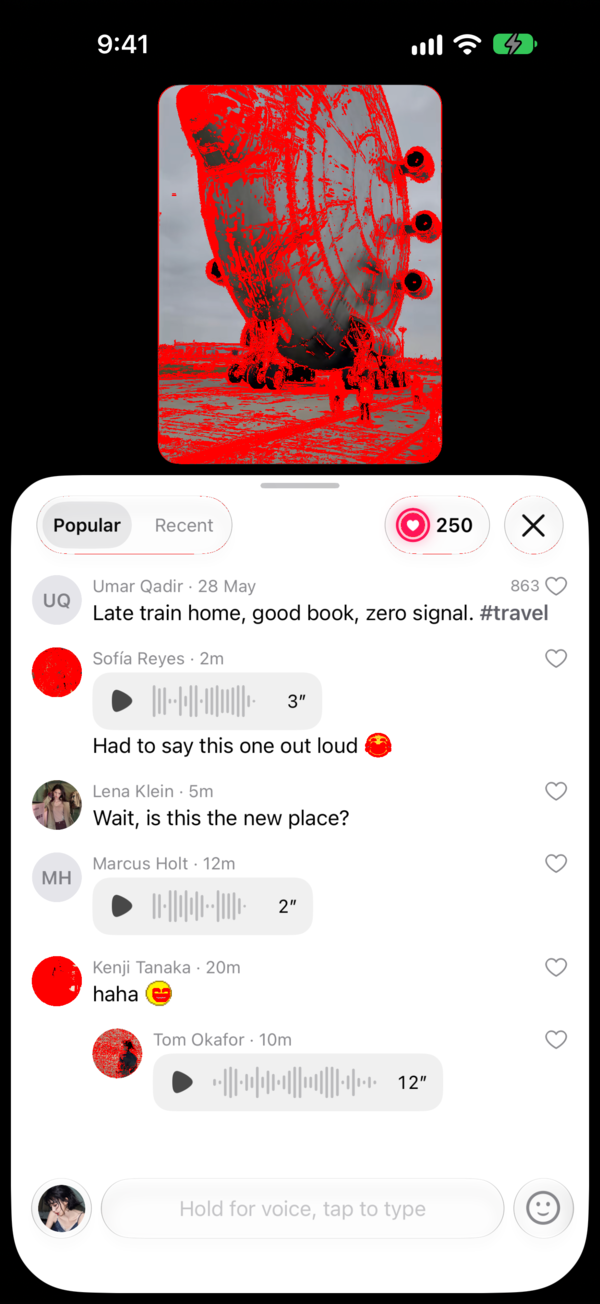 9:41
Popular
Recent
250
UQ
Umar Qadir · 28 May
863
Late train home, good book, zero signal. #travel
Sofía Reyes · 2m
3″
Had to say this one out loud
Lena Klein · 5m
Wait, is this the new place?
MH
Marcus Holt · 12m
2″
Kenji Tanaka · 20m
haha
Tom Okafor · 10m
12″
Hold for voice, tap to type